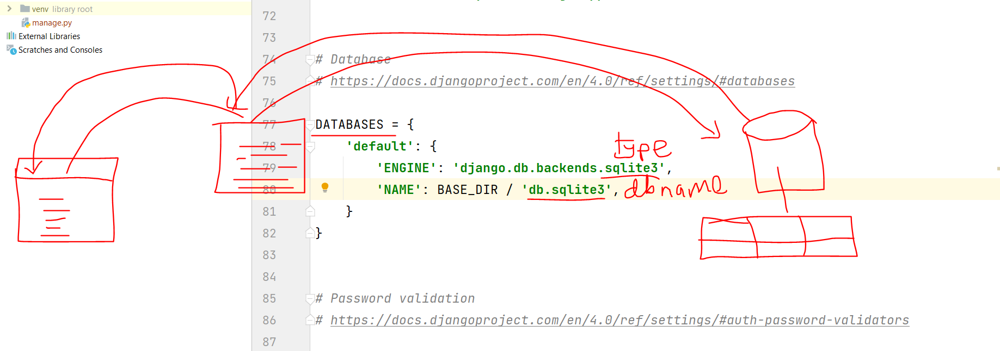 venv library root
manage.py
External Libraries
Scratches and Consoles
72
73
74 # Database
75 # https://docs.djangoproject.com/en/4.0/ref/settings/#databases
76
77 DATABASES = {
78 'default': {
type
79 'ENGINE': 'django.db.backends.sqlite3',
80 'NAME': BASE_DIR / 'db.sqlite3', dbname
81 }
82 }
83
84
85 # Password validation
86 # https://docs.djangoproject.com/en/4.0/ref/settings/#auth-password-validators
87